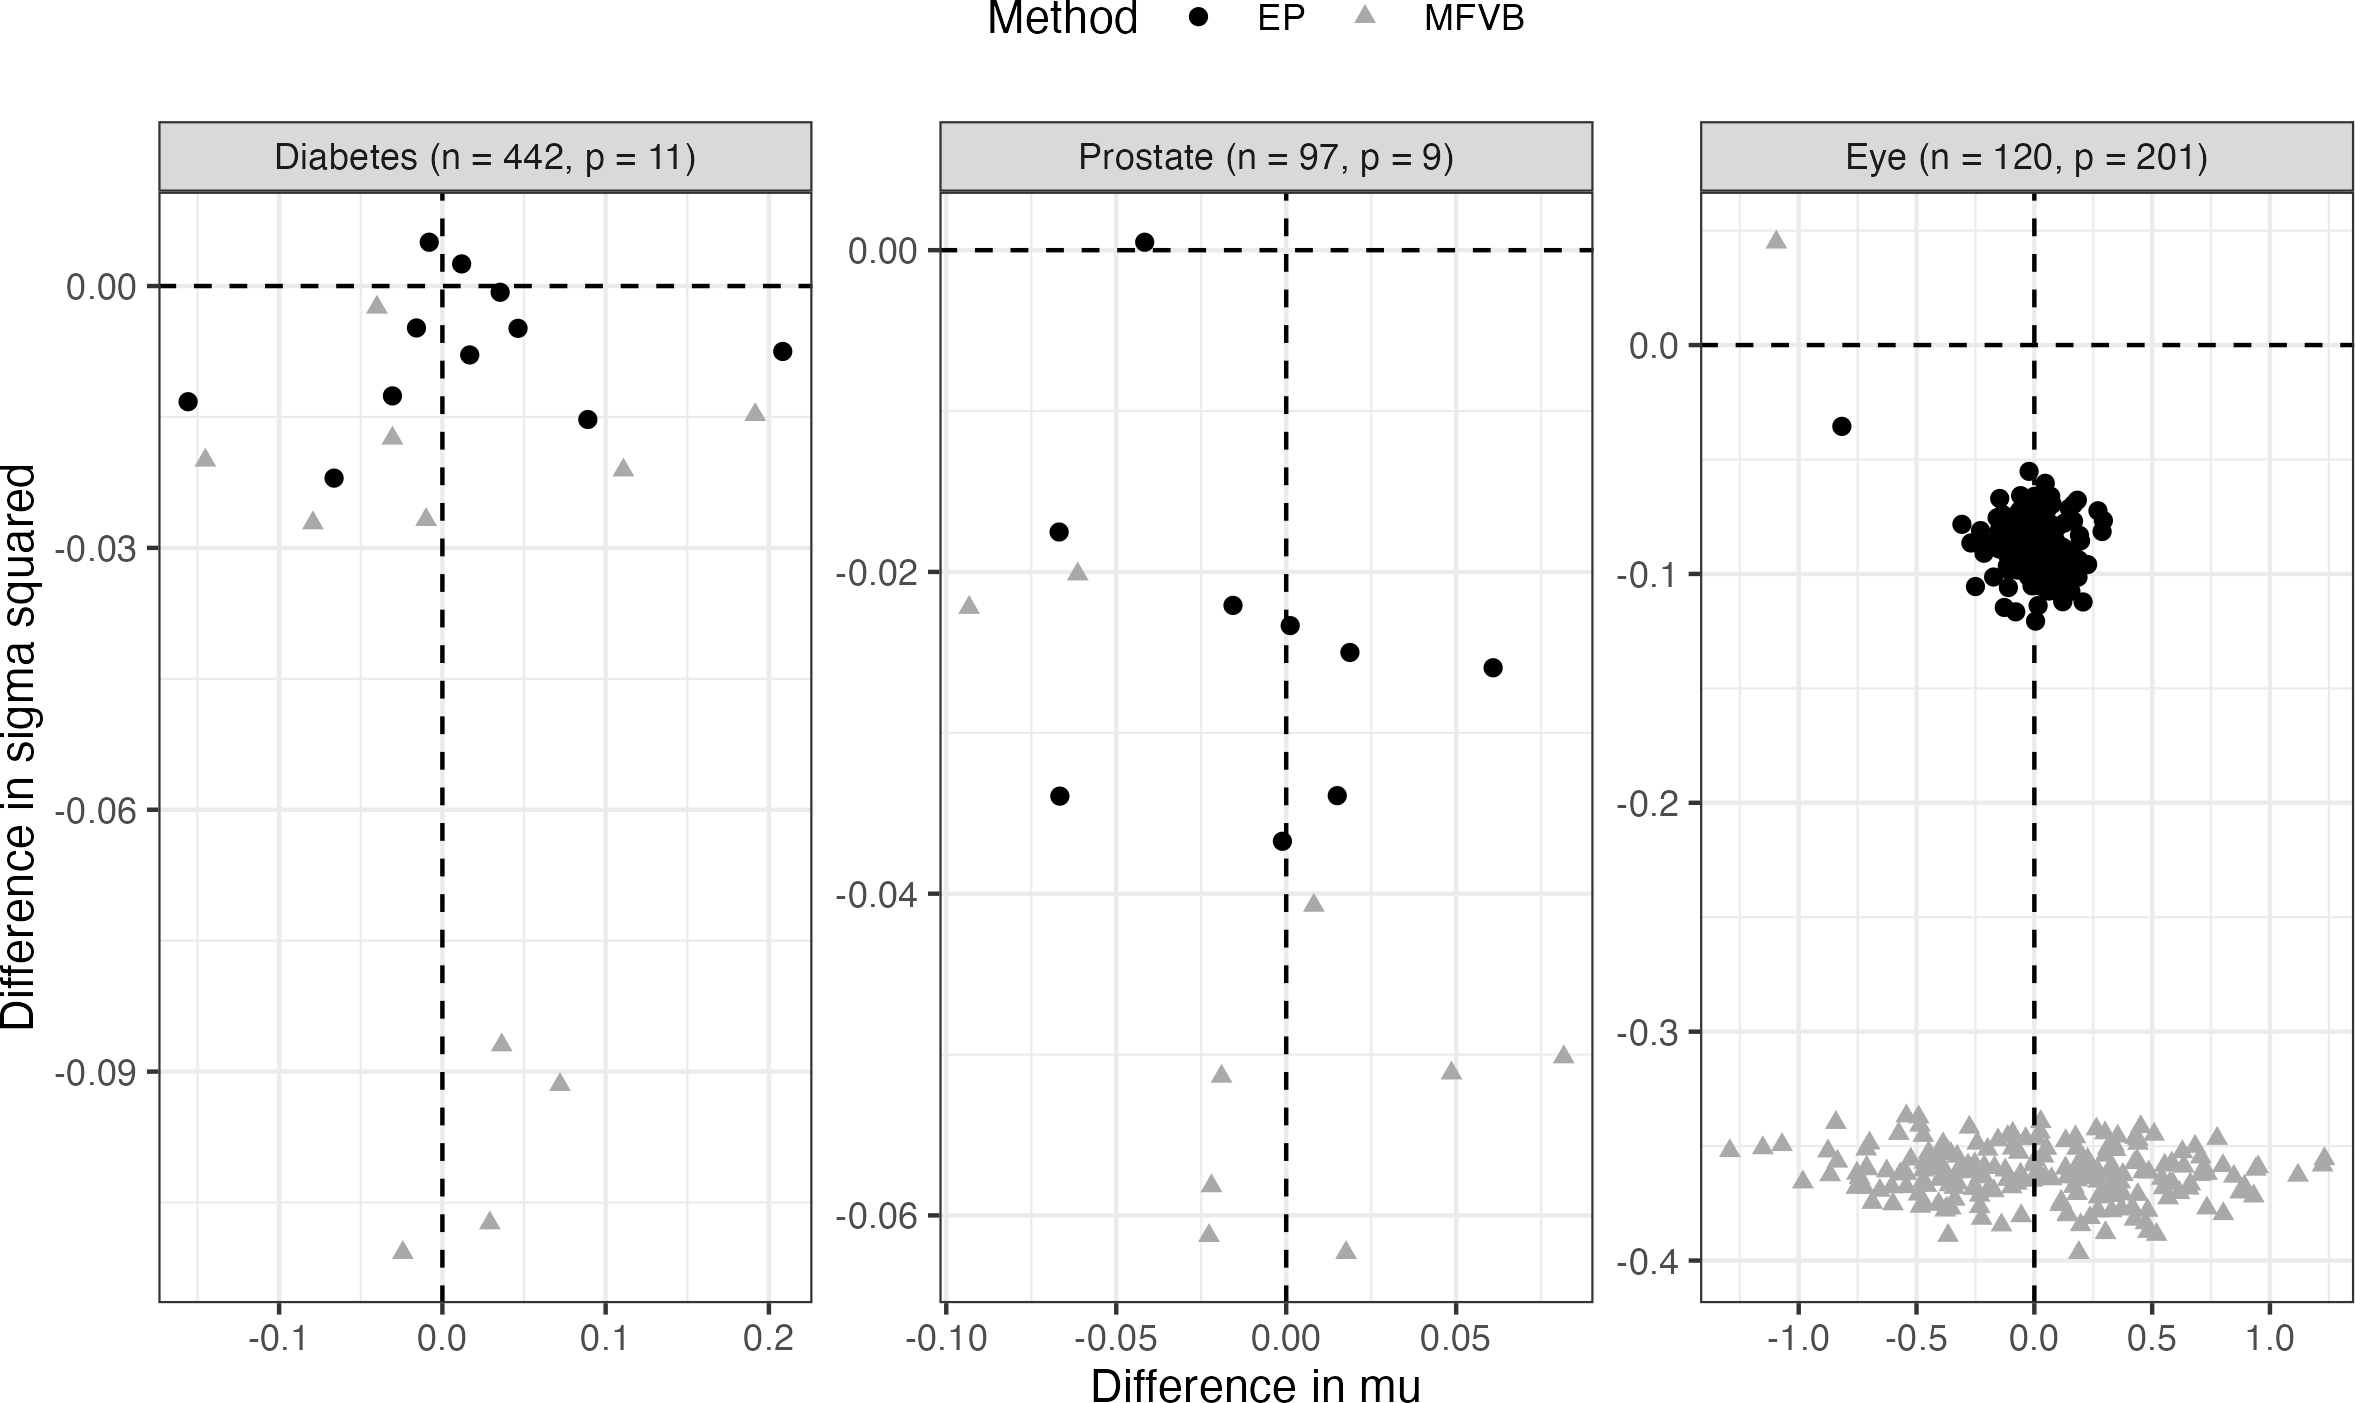 Method EP MFVB
Diabetes (n = 442, p = 11)
Prostate (n = 97, p = 9)
Eye (n = 120, p = 201)
Difference in sigma squared
0.00
-0.03
-0.06
-0.09
-0.1 0.0 0.1 0.2
0.00
-0.02
-0.04
-0.06
-0.10 -0.05 0.00 0.05
0.0
-0.1
-0.2
-0.3
-0.4
-1.0 -0.5 0.0 0.5 1.0
Difference in mu